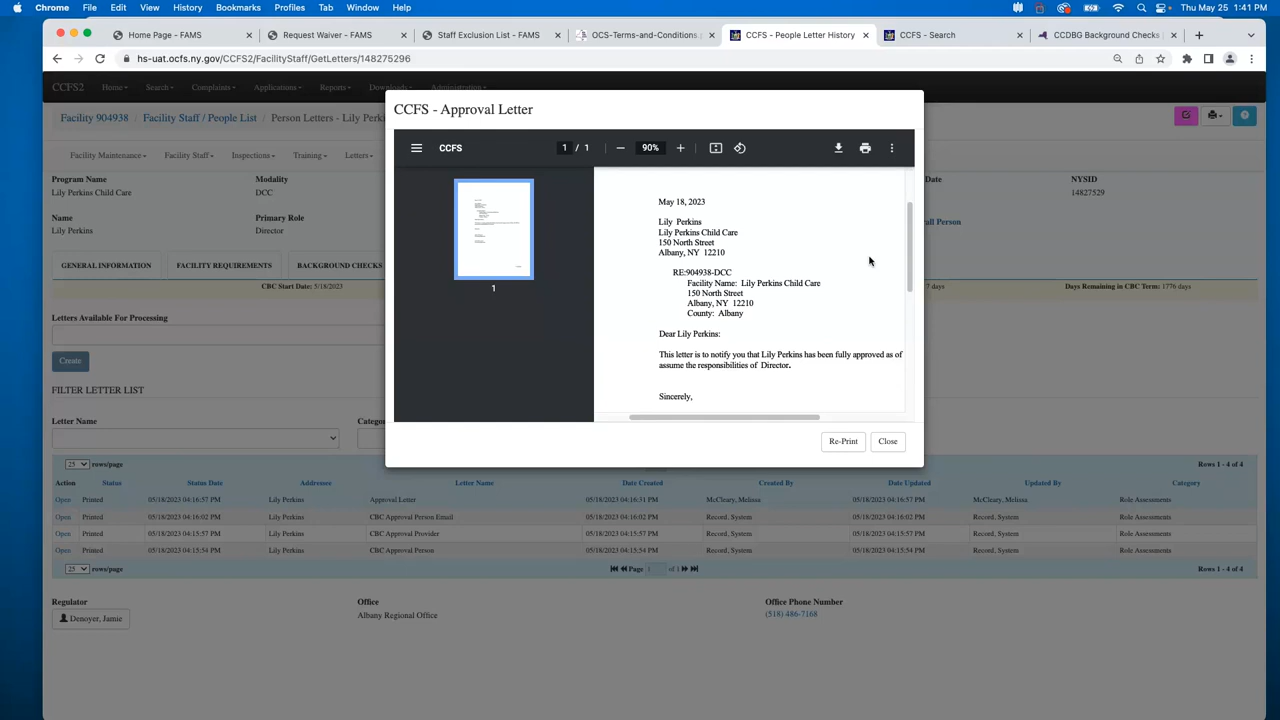 Chrome File Edit View History Bookmarks Profiles Tab Window Help Thu May 25 1:41 PM
Home Page - FAMS Request Waiver - FAMS Staff Exclusion List - FAMS OCS-Terms-and-Conditions. CCFS - People Letter History CCFS - Search CCDBG Background Checks
hs-uat.ocfs.ny.gov/CCFS2/FacilityStaff/GetLetters/148275296
CCFS2 Home Search Complaints Applications Reports Downloads Administration
CCFS - Approval Letter
Facility 904938 / Facility Staff / People List / Person Letters - Lily Perki
CCFS 1 / 1 90%
Facility Maintenance Facility Staff Inspections Training Letters
Program Name Modality Date NYSID
Lily Perkins Child Care DCC 14827529
Name Primary Role all Person
Lily Perkins Director
GENERAL INFORMATION FACILITY REQUIREMENTS BACKGROUND CHECKS
CBC Start Date: 5/18/2023 7 days Days Remaining in CBC Term: 1776 days
1
May 18, 2023
Lily Perkins
Lily Perkins Child Care
150 North Street
Albany, NY 12210
RE:904938-DCC
Facility Name: Lily Perkins Child Care
150 North Street
Albany, NY 12210
County: Albany
Dear Lily Perkins:
This letter is to notify you that Lily Perkins has been fully approved as of
assume the responsibilities of Director.
Sincerely,
Letters Available For Processing
Create
FILTER LETTER LIST
Letter Name Categ
Re-Print Close
25 rows/page Rows 1 - 4 of 4
Action Status Status Date Addressee Letter Name Date Created Created By Date Updated Updated By Category
Open Printed 05/18/2023 04:16:57 PM Lily Perkins Approval Letter 05/18/2023 04:16:31 PM McCleary, Melissa 05/18/2023 04:16:57 PM McCleary, Melissa Role Assessments
Open Printed 05/18/2023 04:16:02 PM Lily Perkins CBC Approval Person Email 05/18/2023 04:16:02 PM Record, System 05/18/2023 04:16:02 PM Record, System Role Assessments
Open Printed 05/18/2023 04:15:57 PM Lily Perkins CBC Approval Provider 05/18/2023 04:15:57 PM Record, System 05/18/2023 04:15:57 PM Record, System Role Assessments
Open Printed 05/18/2023 04:15:54 PM Lily Perkins CBC Approval Person 05/18/2023 04:15:54 PM Record, System 05/18/2023 04:15:54 PM Record, System Role Assessments
25 rows/page Page 1 of 1 Rows 1 - 4 of 4
Regulator Office Office Phone Number
Denoyer, Jamie Albany Regional Office (518) 486-7168